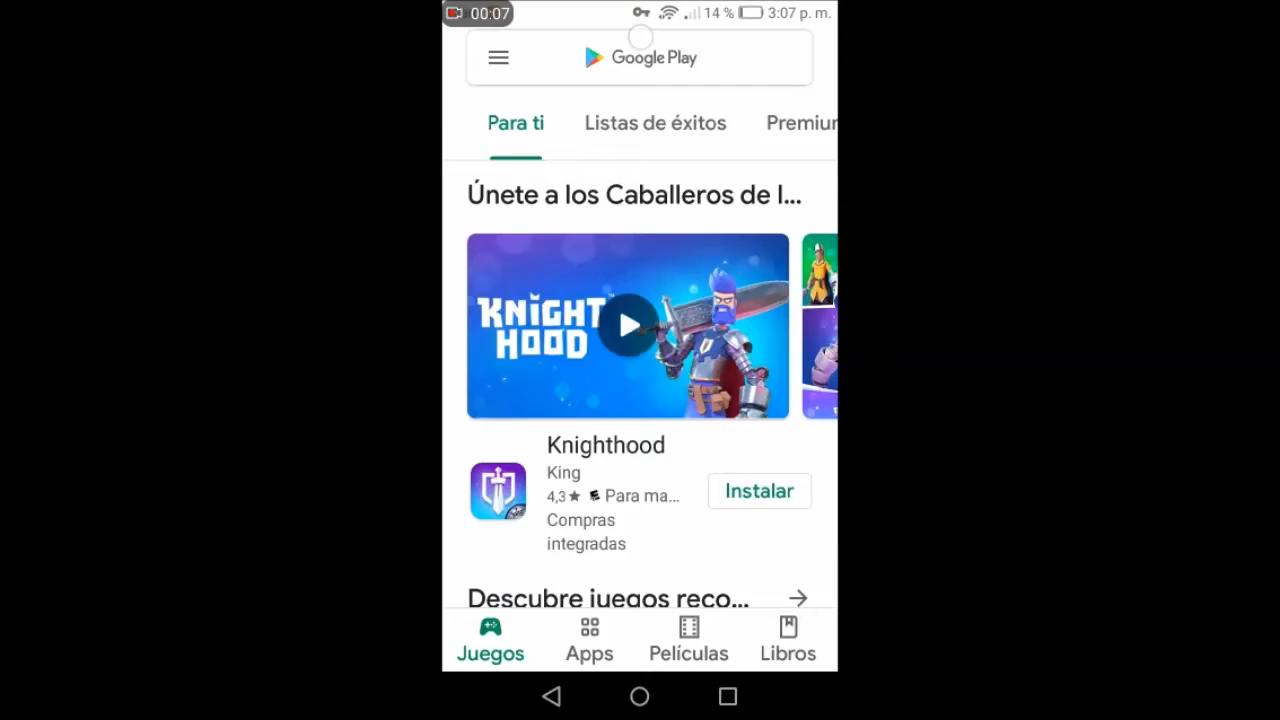 00:07
14 %
3:07 p. m.
Google Play
Para ti
Listas de éxitos
Premiur
Únete a los Caballeros de l...
KNIGHT
HOOD
Knighthood
King
4,3★
Para ma...
Instalar
Compras
integradas
Descubre juegos reco...
Juegos
Apps
Películas
Libros